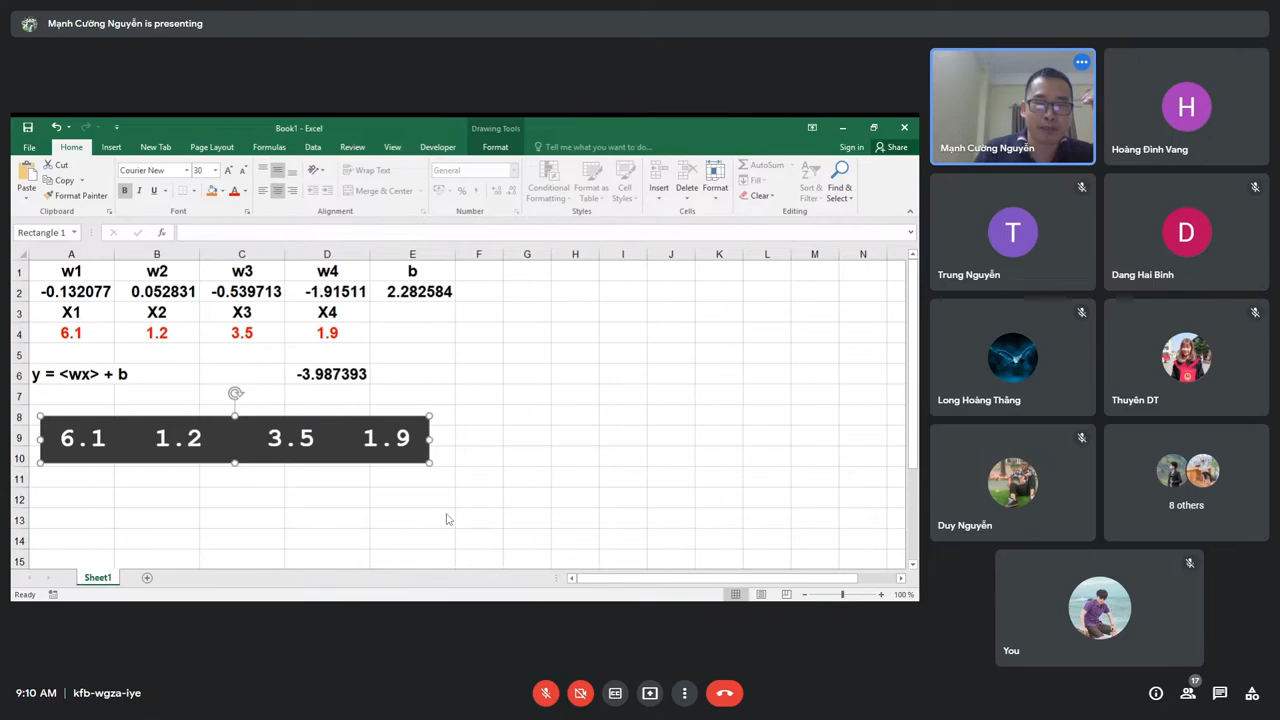 Mạnh Cường Nguyễn is presenting
Book1 - Excel
Drawing Tools
File Home Insert New Tab Page Layout Formulas Data Review View Developer Format Tell me what you want to do... Sign in Share
Cut
Copy
Format Painter
Paste
Clipboard
Courier New 30
B I U
Font
Wrap Text
Merge & Center
Alignment
General
Number
Conditional Formatting
Format as Table
Cell Styles
Styles
Insert Delete Format
Cells
AutoSum
Fill
Clear
Sort & Filter
Find & Select
Editing
Rectangle 1
fx
A B C D E F G H I J K L M N
1 w1 w2 w3 w4 b
2 -0.132077 0.052831 -0.539713 -1.91511 2.282584
3 X1 X2 X3 X4
4 6.1 1.2 3.5 1.9
5
6 y = <wx> + b -3.987393
7
8
9 6.1 1.2 3.5 1.9
10
11
12
13
14
15
Sheet1
Ready
100 %
Mạnh Cường Nguyễn
H
Hoàng Đình Vang
T
Trung Nguyễn
D
Dang Hai Binh
Long Hoàng Thăng
Thuyên DT
Duy Nguyễn
8 others
You
9:10 AM | kfb-wgza-iye
17